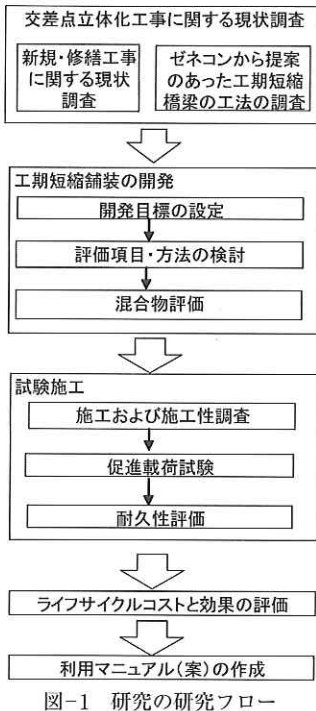 交差点立体化工事に関する現状調査
新規・修繕工事
に関する現状
調査
ゼネコンから提案
のあった工期短縮
橋梁の工法の調査
工期短縮舗装の開発
開発目標の設定
評価項目・方法の検討
混合物評価
試験施工
施工および施工性調査
促進載荷試験
耐久性評価
ライフサイクルコストと効果の評価
利用マニュアル(案)の作成
図-1 研究の研究フロー